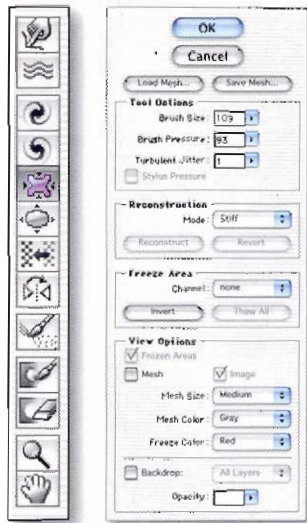 OK
Cancel
Load Mesh... Save Mesh...
Tool Options
Brush Size: 109
Brush Pressure: 93
Turbulent Jitter: 1
Stylus Pressure
Reconstruction
Mode: Stiff
Reconstruct Revert
Freeze Area
Channel: none
Invert Thaw All
View Options
Frozen Areas
Mesh Image
Mesh Size: Medium
Mesh Color: Gray
Freeze Color: Red
Backdrop: All Layers
Opacity: